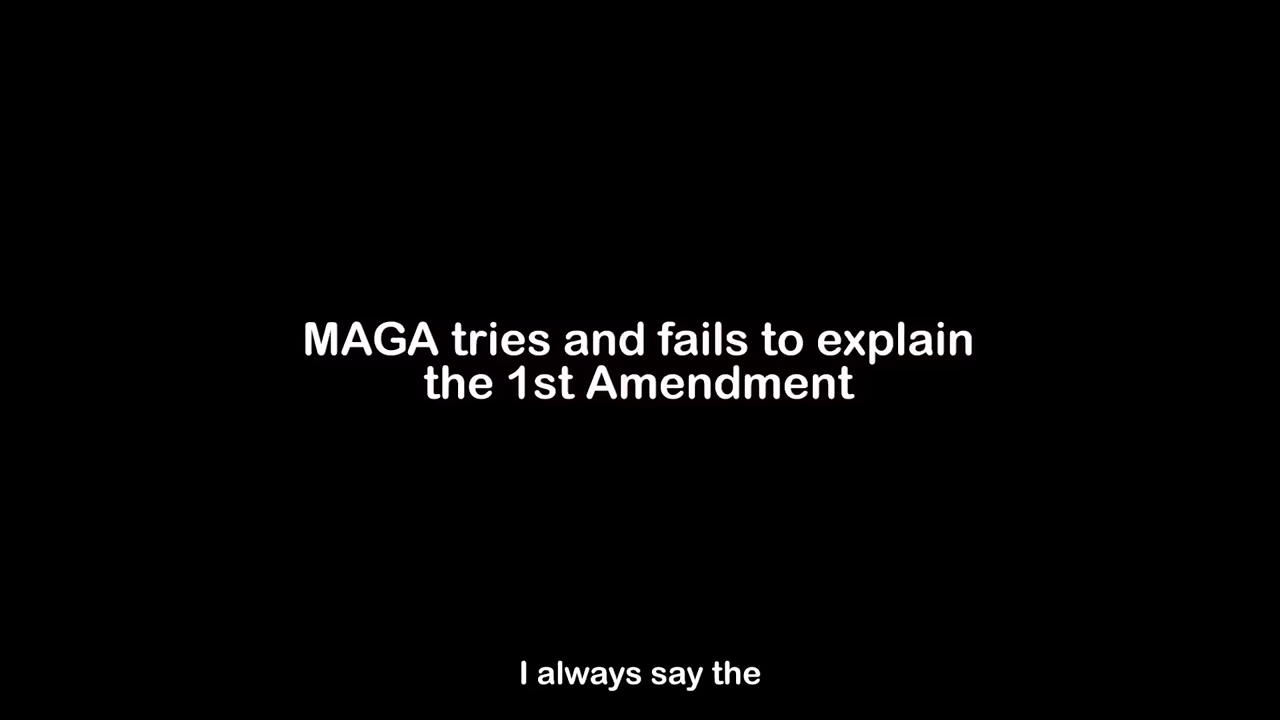 MAGA tries and fails to explain
the 1st Amendment
I always say the